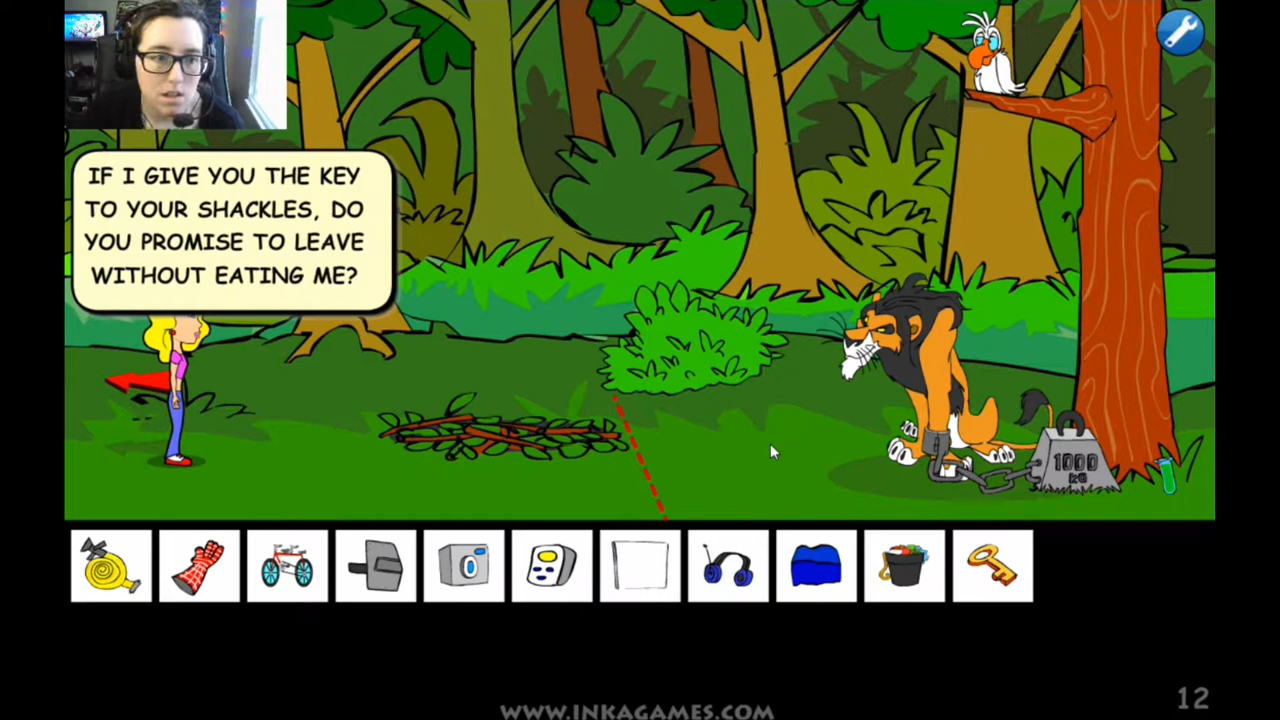 IF I GIVE YOU THE KEY
TO YOUR SHACKLES, DO
YOU PROMISE TO LEAVE
WITHOUT EATING ME?
1000
KG
12
WWW.INKAGAMES.COM